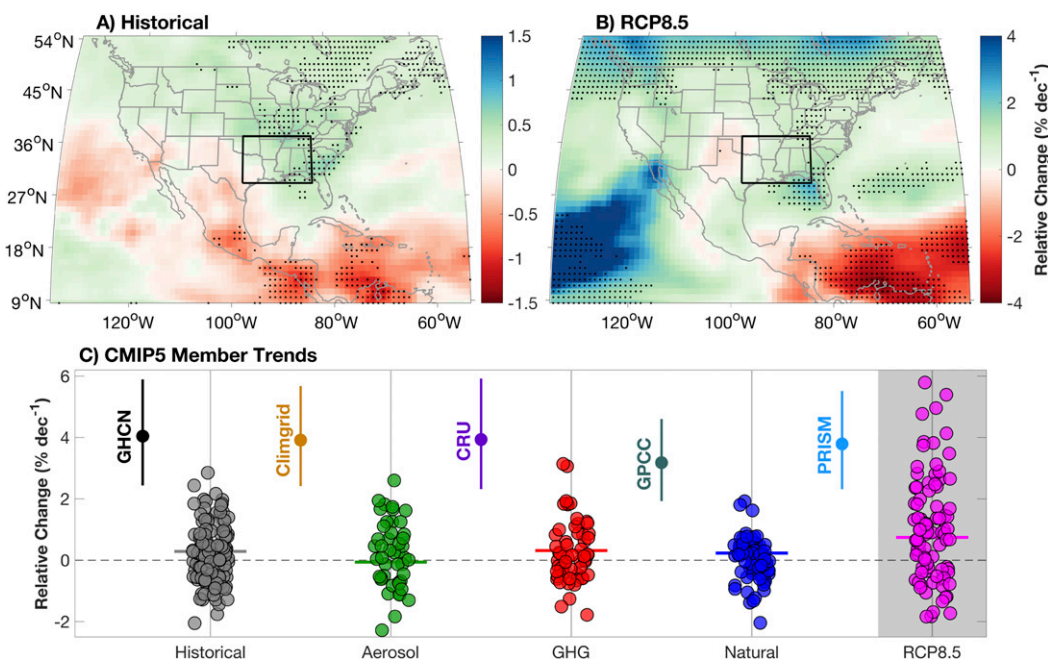 A) Historical
B) RCP8.5
54°N
45°N
36°N
27°N
18°N
9°N
120°W
100°W
80°W
60°W
1.5
1
0.5
0
-0.5
-1
-1.5
120°W
100°W
80°W
60°W
4
2
0
-2
-4
Relative Change (% dec⁻¹)
C) CMIP5 Member Trends
Relative Change (% dec⁻¹)
6
4
2
0
-2
GHCN
Climgrid
CRU
GPCC
PRISM
Historical
Aerosol
GHG
Natural
RCP8.5